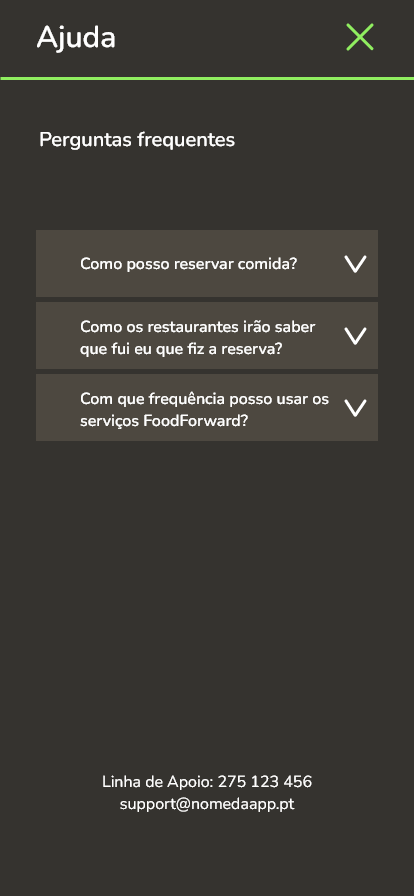 Ajuda
Perguntas frequentes
Como posso reservar comida?
Como os restaurantes irão saber
que fui eu que fiz a reserva?
Com que frequência posso usar os
serviços FoodForward?
Linha de Apoio: 275 123 456
support@nomedaapp.pt